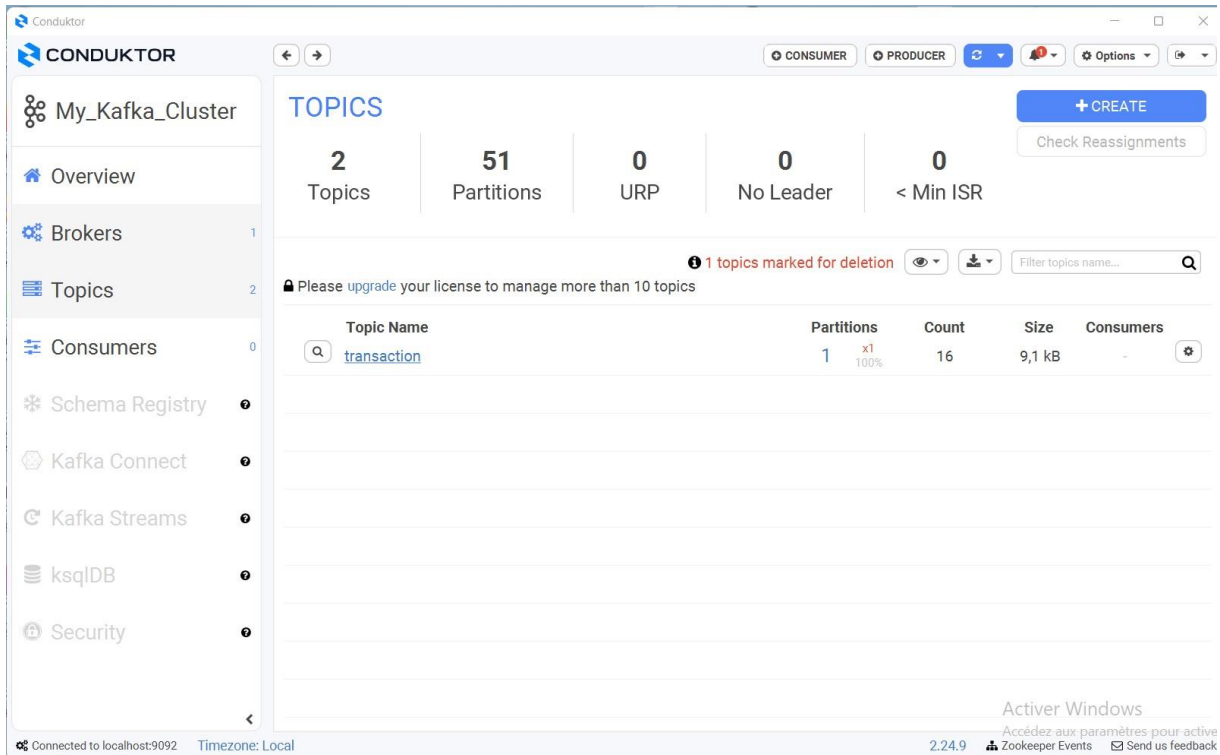 Conduktor
CONDUKTOR
CONSUMER PRODUCER 1 Options
My_Kafka_Cluster
Overview
Brokers 1
Topics 2
Consumers 0
Schema Registry
Kafka Connect
Kafka Streams
ksqlDB
Security
TOPICS
+ CREATE
Check Reassignments
2 51 0 0 0
Topics Partitions URP No Leader < Min ISR
1 topics marked for deletion Filter topics name...
Please upgrade your license to manage more than 10 topics
Topic Name Partitions Count Size Consumers
transaction 1 x1 100% 16 9,1 kB -
Activer Windows
Accédez aux paramètres pour active
Connected to localhost:9092 Timezone: Local 2.24.9 Zookeeper Events Send us feedback